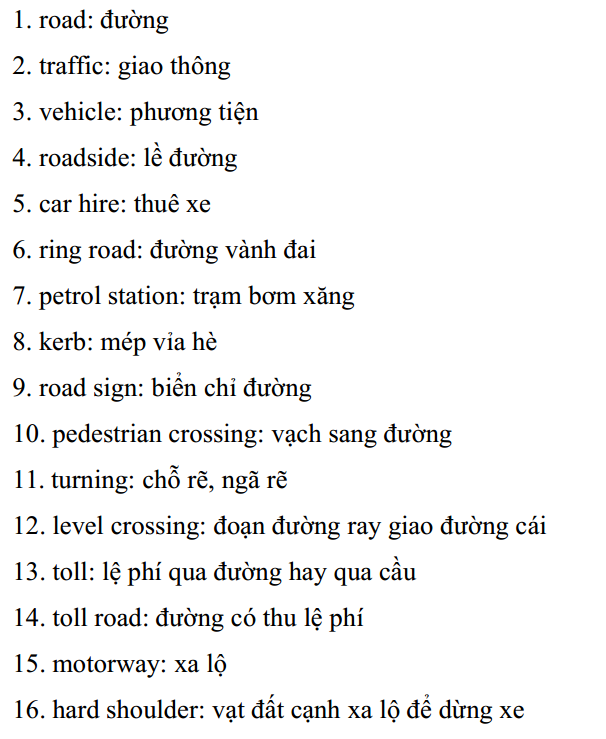 1. road: đường
2. traffic: giao thông
3. vehicle: phương tiện
4. roadside: lề đường
5. car hire: thuê xe
6. ring road: đường vành đai
7. petrol station: trạm bơm xăng
8. kerb: mép vỉa hè
9. road sign: biển chỉ đường
10. pedestrian crossing: vạch sang đường
11. turning: chỗ rẽ, ngã rẽ
12. level crossing: đoạn đường ray giao đường cái
13. toll: lệ phí qua đường hay qua cầu
14. toll road: đường có thu lệ phí
15. motorway: xa lộ
16. hard shoulder: vạt đất cạnh xa lộ để dừng xe